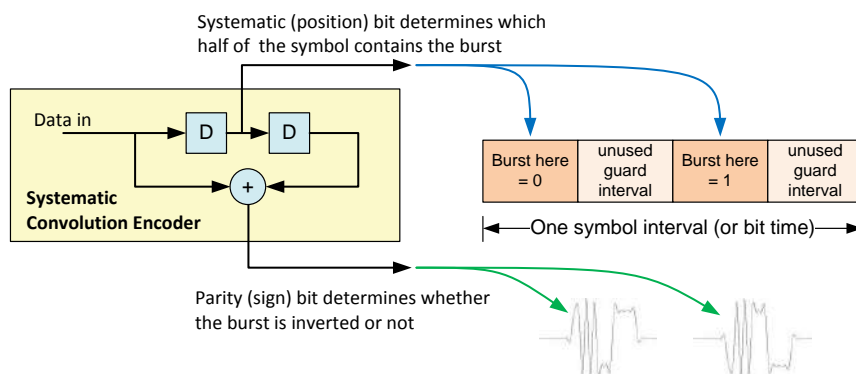 Systematic (position) bit determines which
half of the symbol contains the burst
Data in
D
D
+
Systematic
Convolution Encoder
Burst here
= 0
unused
guard
interval
Burst here
= 1
unused
guard
interval
One symbol interval (or bit time)
Parity (sign) bit determines whether
the burst is inverted or not